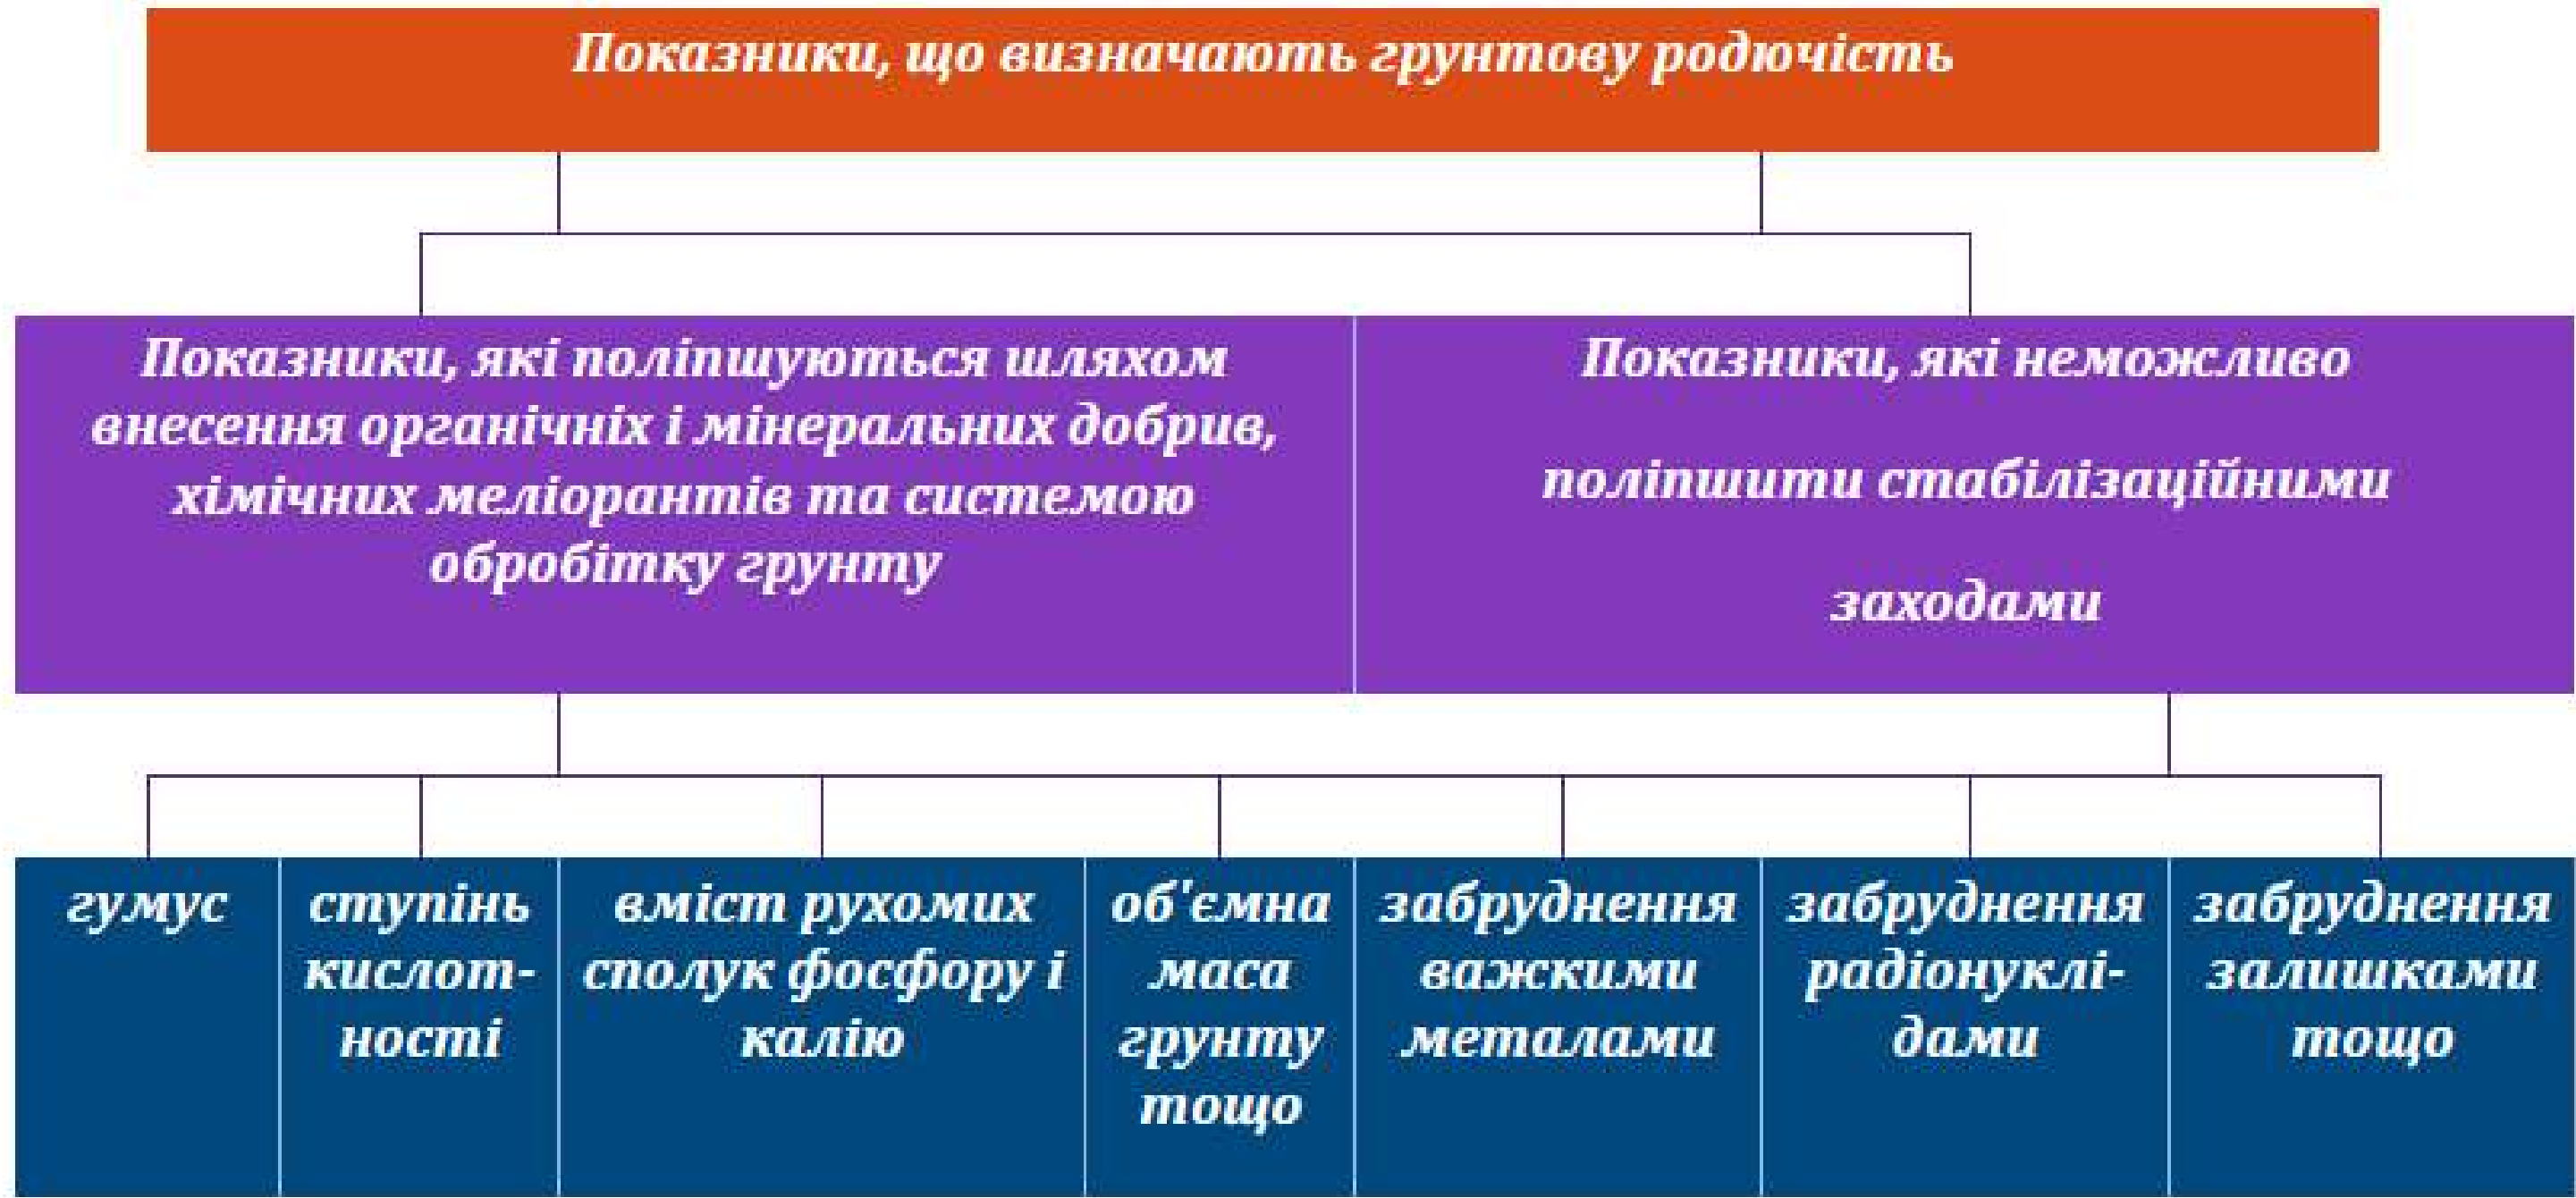 Показники, що визначають грунтову родючість
Показники, які поліпшуються шляхом
внесення органічніх і мінеральних добрив,
хімічних меліорантів та системою
обробітку грунту
Показники, які неможливо
поліпшити стабілізаційними
заходами
гумус
ступінь
кислот-
ності
вміст рухомих
сполук фосфору і
калію
об'ємна
маса
грунту
тощо
забруднення
важкими
металами
забруднення
радіонуклі-
дами
забруднення
залишками
тощо